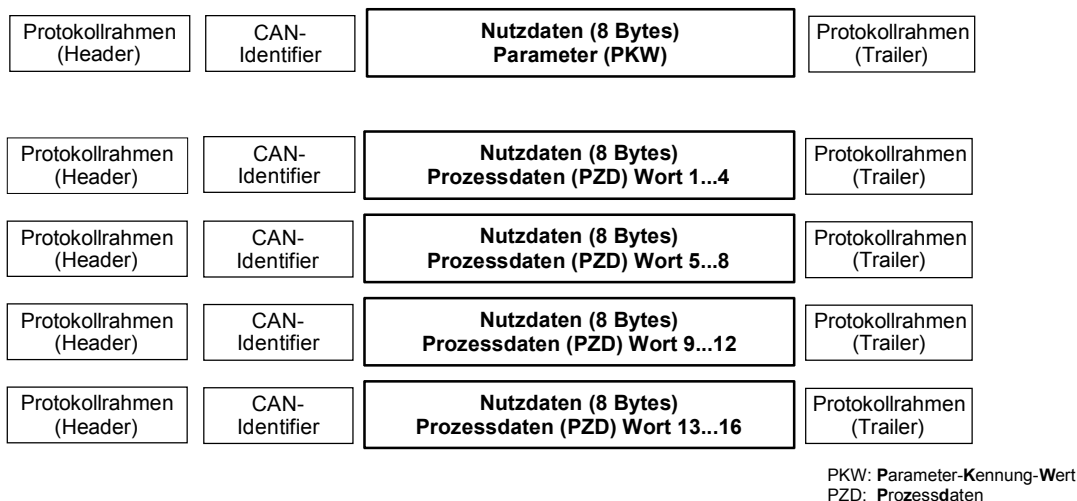 Protokollrahmen
(Header)
CAN-
Identifier
Nutzdaten (8 Bytes)
Parameter (PKW)
Protokollrahmen
(Trailer)
Protokollrahmen
(Header)
CAN-
Identifier
Nutzdaten (8 Bytes)
Prozessdaten (PZD) Wort 1...4
Protokollrahmen
(Trailer)
Protokollrahmen
(Header)
CAN-
Identifier
Nutzdaten (8 Bytes)
Prozessdaten (PZD) Wort 5...8
Protokollrahmen
(Trailer)
Protokollrahmen
(Header)
CAN-
Identifier
Nutzdaten (8 Bytes)
Prozessdaten (PZD) Wort 9...12
Protokollrahmen
(Trailer)
Protokollrahmen
(Header)
CAN-
Identifier
Nutzdaten (8 Bytes)
Prozessdaten (PZD) Wort 13...16
Protokollrahmen
(Trailer)
PKW: Parameter-Kennung-Wert
PZD: Prozessdaten